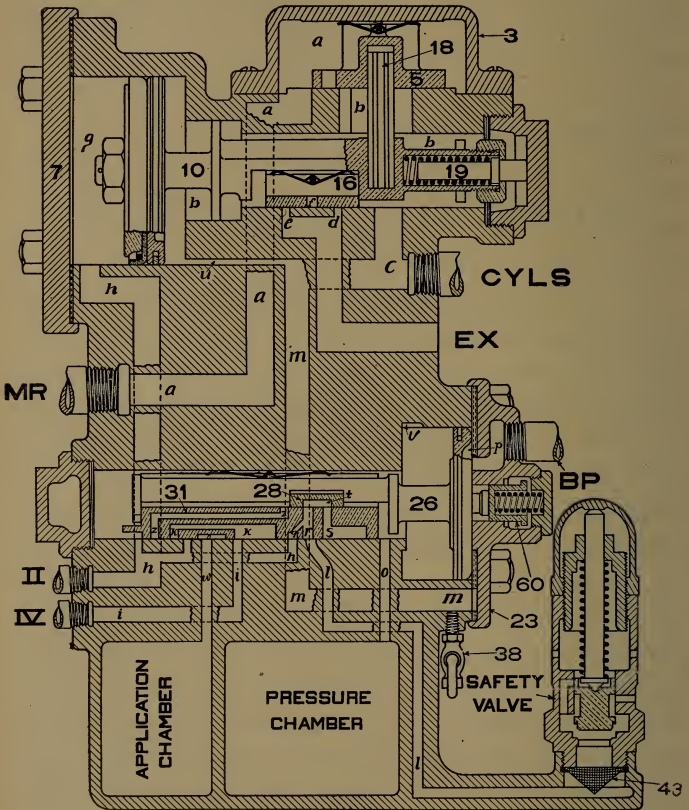 a
18
3
5
a
b
g
7
10
b
b
16
19
r
e
d
u
c
CYLS
h
a
m
EX
MR
a
v
p
BP
31
28
t
26
k
s
60
II
h
w
i
h
l
o
IV
i
m
m
23
38
APPLICATION
CHAMBER
PRESSURE
CHAMBER
SAFETY
VALVE
l
43